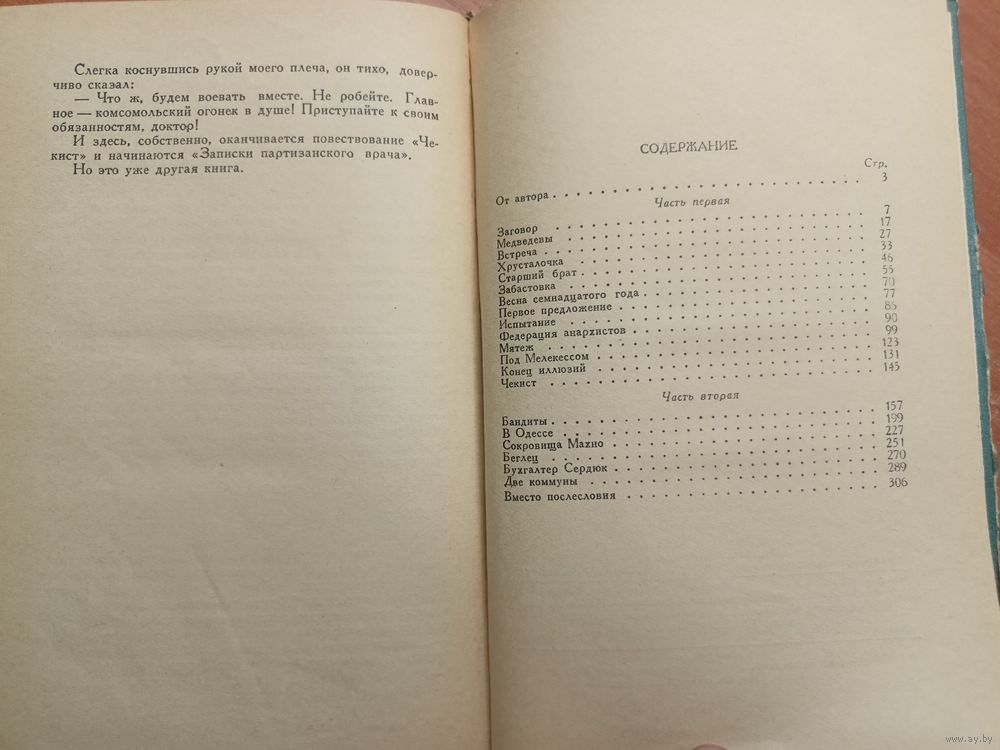 Слегка коснувшись рукой моего плеча, он тихо, довер-
чиво сказал:
— Что ж, будем воевать вместе. Не робейте. Глав-
ное — комсомольский огонек в душе! Приступайте к своим
обязанностям, доктор!
И здесь, собственно, оканчивается повествование «Че-
кист» и начинаются «Записки партизанского врача».
Но это уже другая книга.
СОДЕРЖАНИЕ
Стр.
От автора . . . 3
Часть первая
Заговор . . . 7
Медведевы . . . 17
Встреча . . . 27
Хрусталочка . . . 33
Старший брат . . . 46
Забастовка . . . 55
Весна семнадцатого года . . . 70
Первое предложение . . . 77
Испытание . . . 86
Федерация анархистов . . . 90
Мятеж . . . 99
Под Мелекессом . . . 123
Конец иллюзий . . . 131
Чекист . . . 145
Часть вторая
Бандиты . . . 157
В Одессе . . . 199
Сокровища Махно . . . 227
Беглец . . . 251
Бухгалтер Сердюк . . . 270
Две коммуны . . . 289
Вместо послесловия . . . 306
www.ay.by